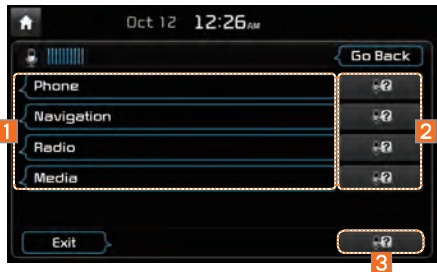 Oct 12 12:26AM
Go Back
Phone ?
Navigation ?
Radio ?
Media ?
1 2
Exit ?
3